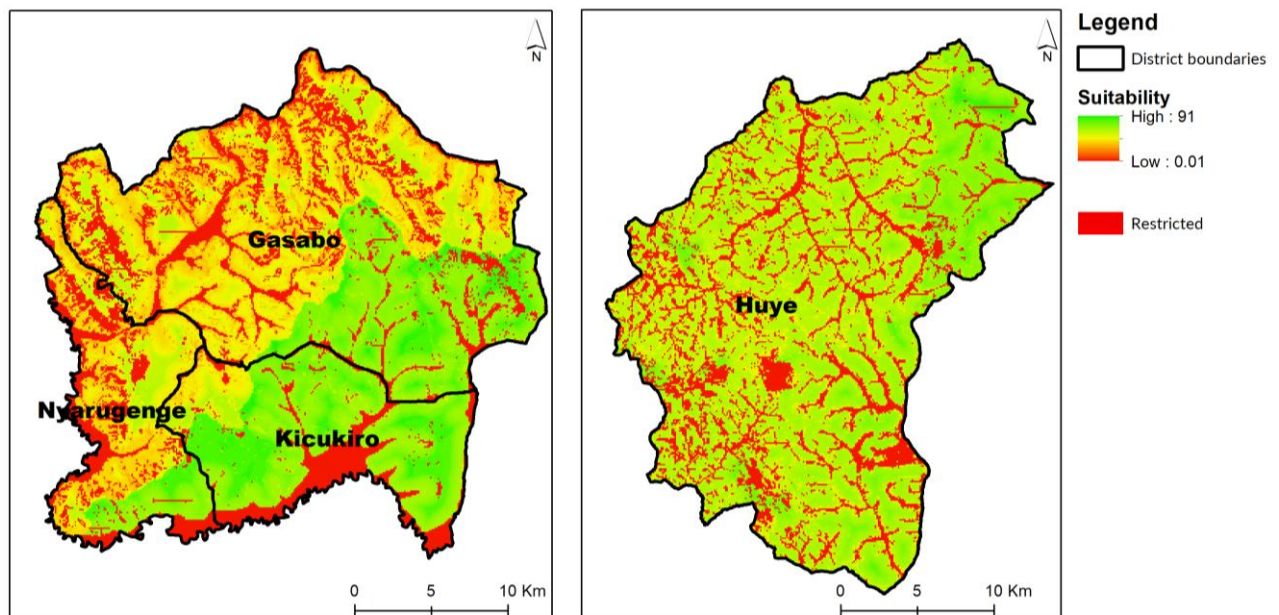 N
Gasabo
Nyarugenge
Kicukiro
0 5 10 Km
N
Huye
0 5 10 Km
Legend
District boundaries
Suitability
High : 91
Low : 0.01
Restricted